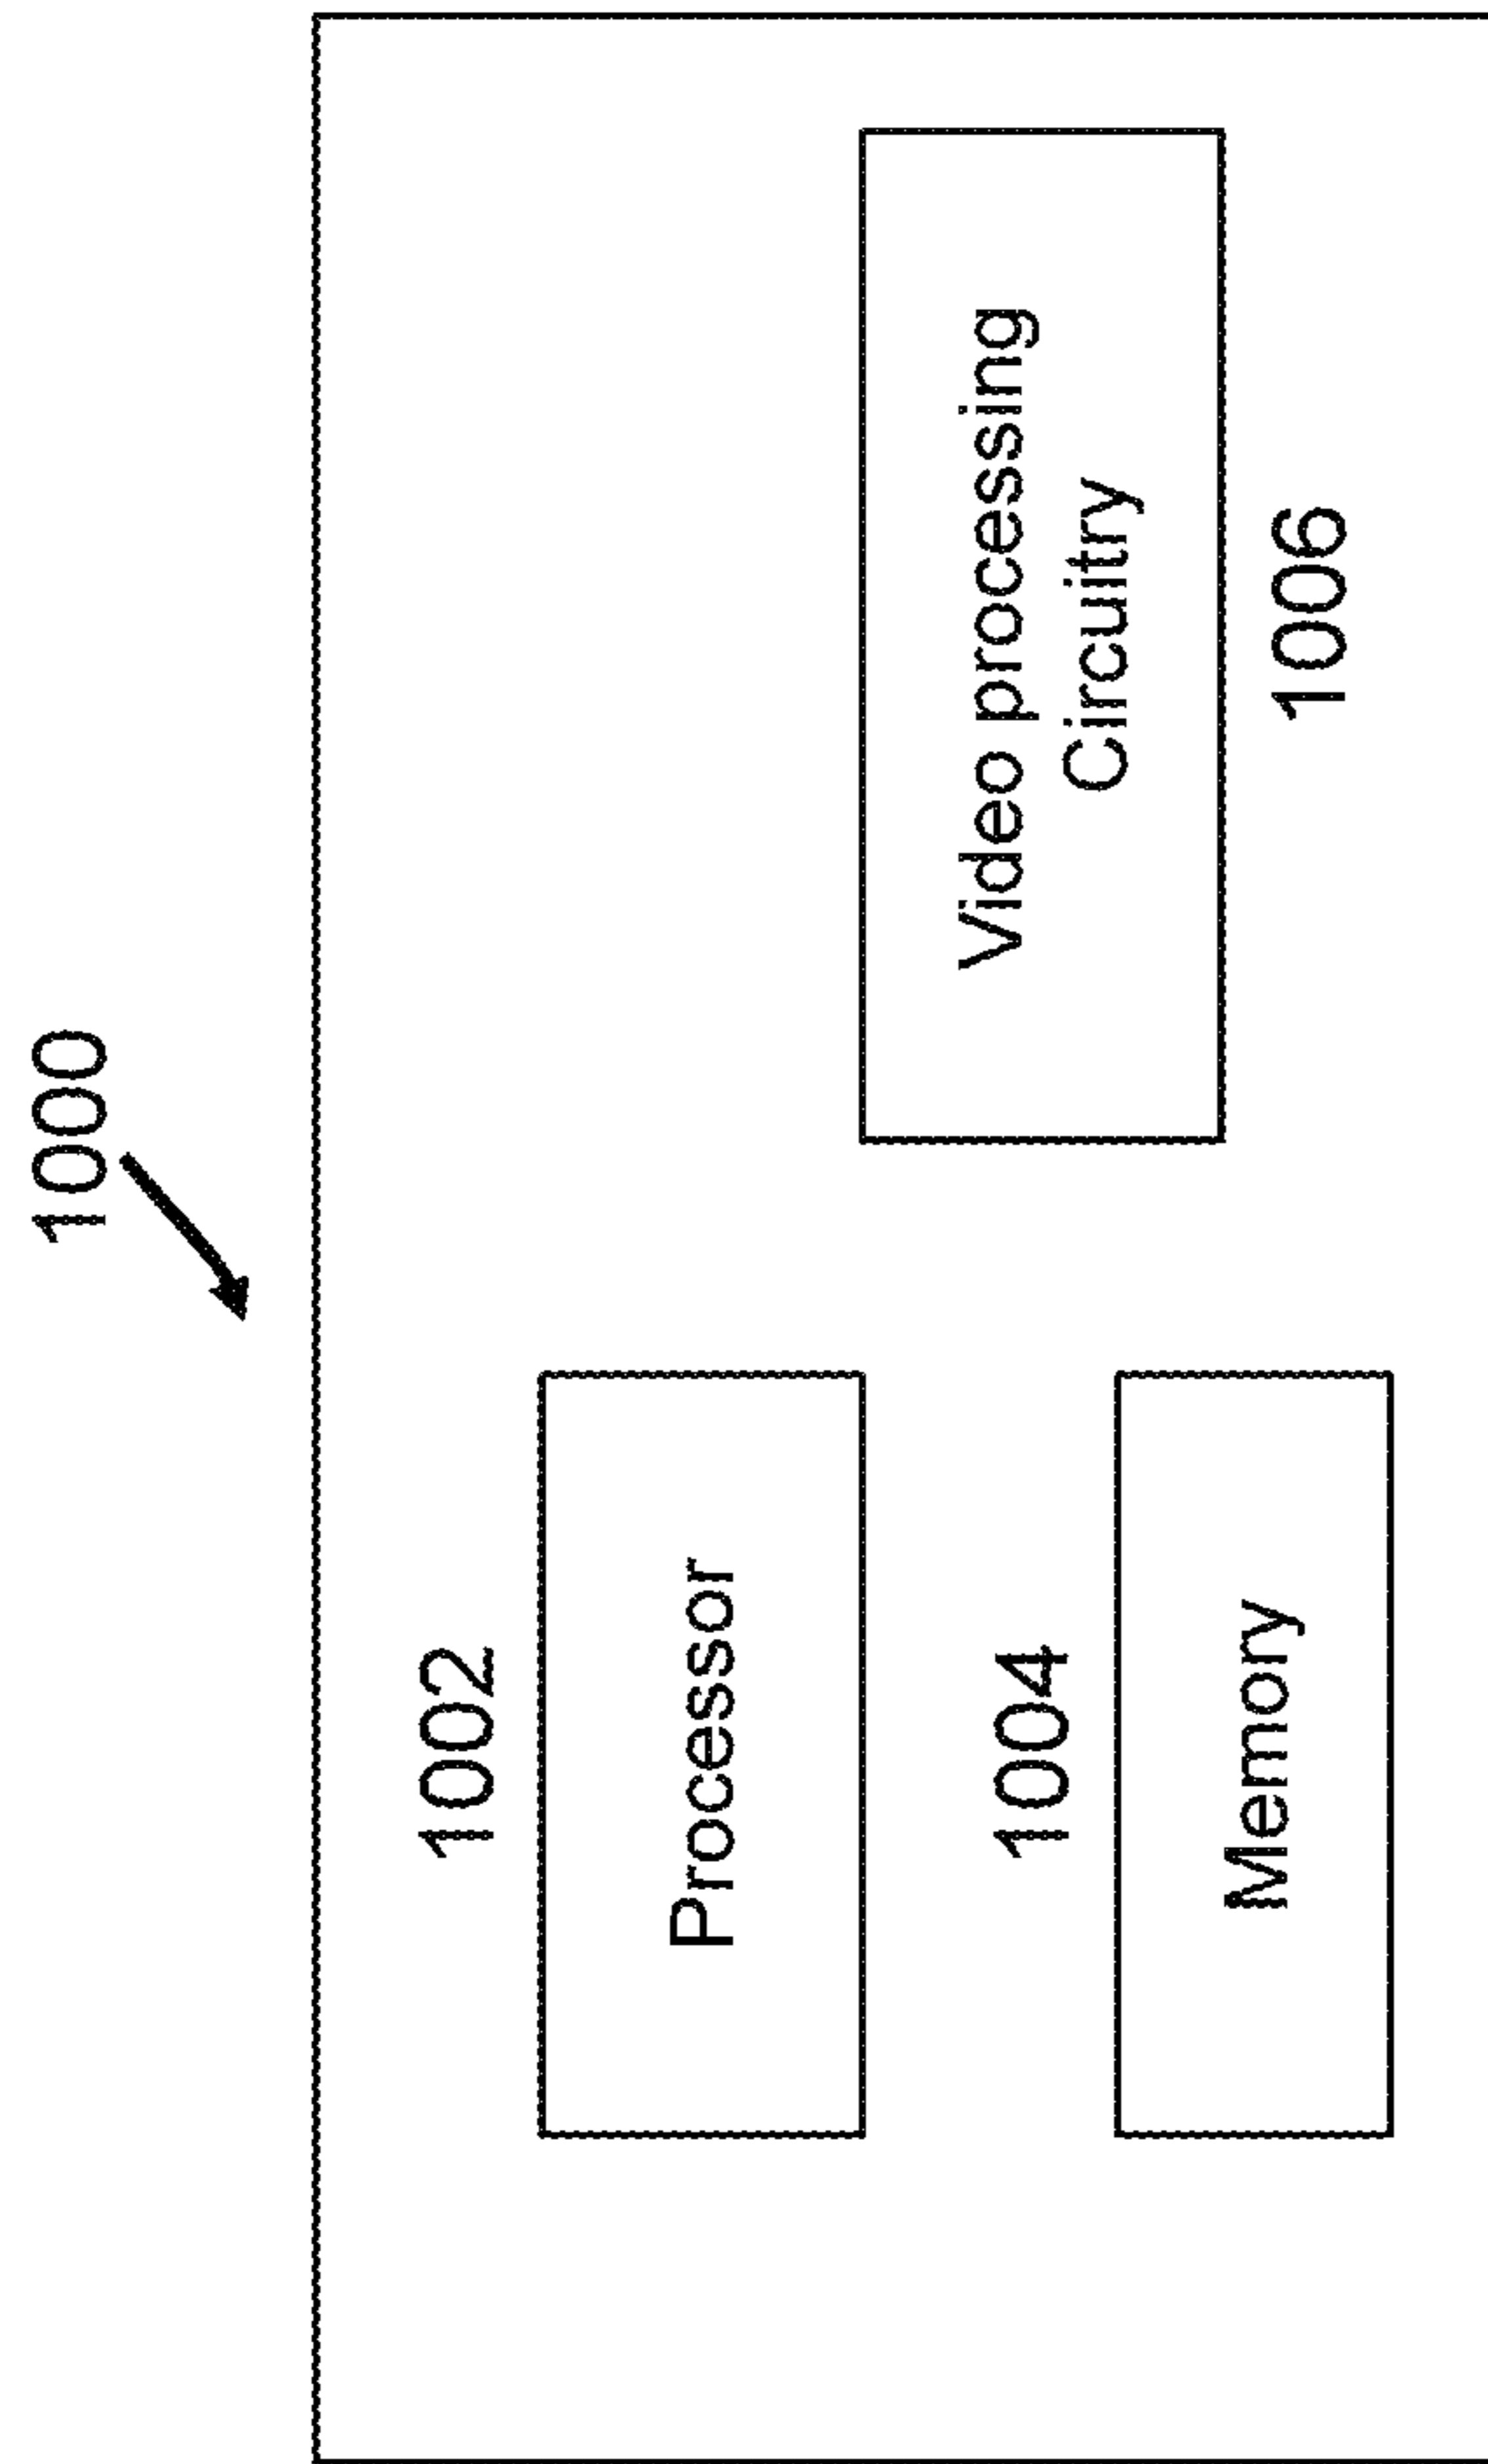 1000
1002
Processor
1004
Memory
Video processing
Circuitry
1006